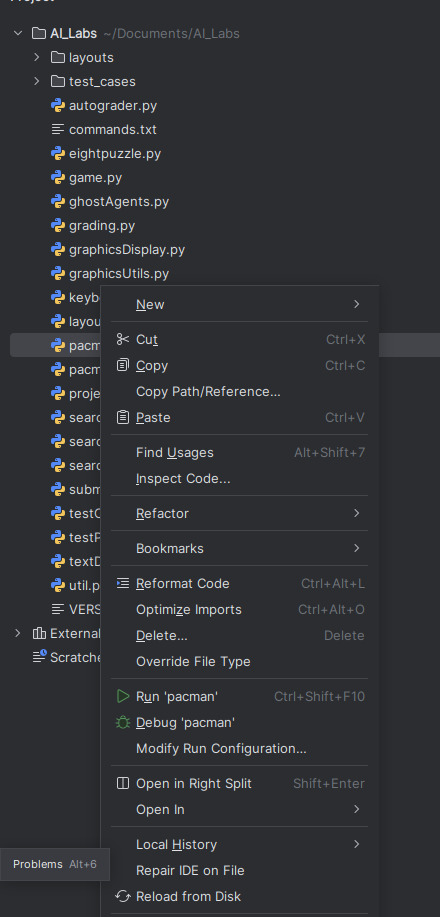 AI_Labs ~/Documents/AI_Labs
layouts
test_cases
autograder.py
commands.txt
eightpuzzle.py
game.py
ghostAgents.py
grading.py
graphicsDisplay.py
graphicsUtils.py
keyb
layou
pacm
pacm
proje
searc
searc
searc
subm
testC
testP
textD
util.p
VERS
External
Scratche
New
Cut Ctrl+X
Copy Ctrl+C
Copy Path/Reference...
Paste Ctrl+V
Find Usages Alt+Shift+7
Inspect Code...
Refactor
Bookmarks
Reformat Code Ctrl+Alt+L
Optimize Imports Ctrl+Alt+O
Delete... Delete
Override File Type
Run 'pacman' Ctrl+Shift+F10
Debug 'pacman'
Modify Run Configuration...
Open in Right Split Shift+Enter
Open In
Local History
Repair IDE on File
Reload from Disk
Problems Alt+6